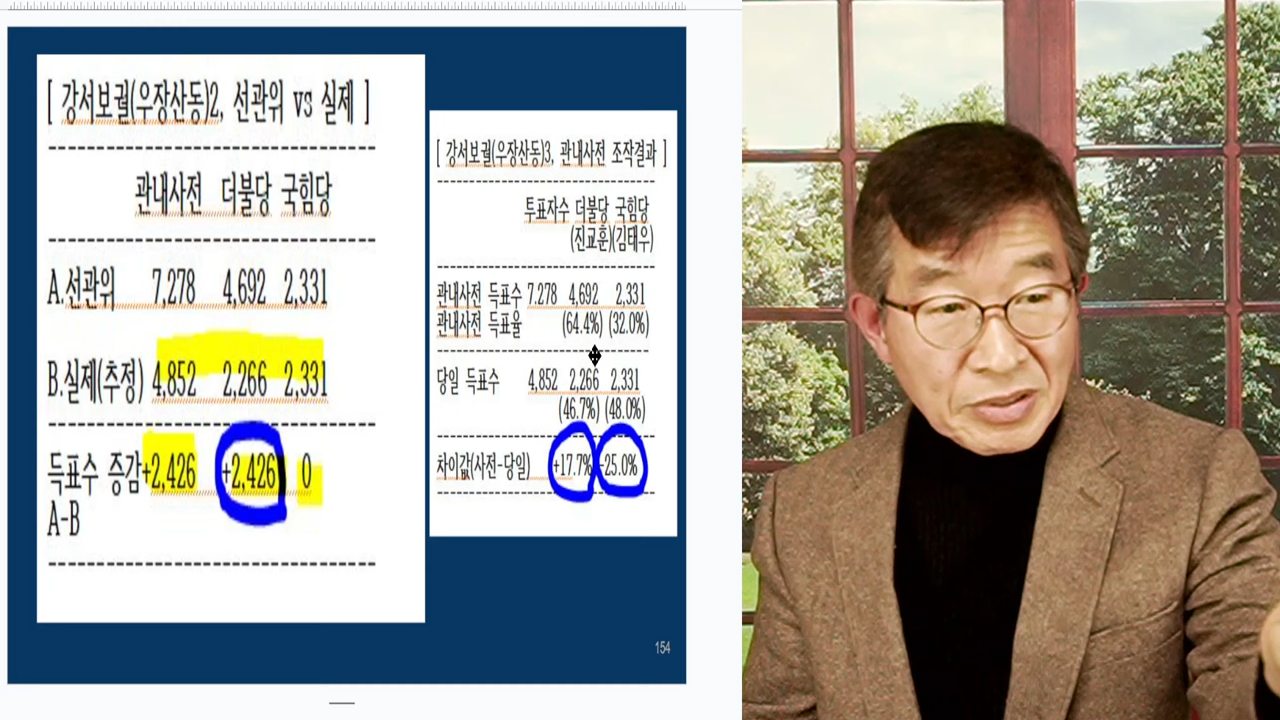 [ 강서보궐(우장산동)2, 선관위 vs 실제 ]
관내사전 더불당 국힘당
A.선관위 7,278 4,692 2,331
B.실제(추정) 4,852 2,266 2,331
득표수 증감+2,426 +2,426 0
A-B
[ 강서보궐(우장산동)3, 관내사전 조작결과 ]
투표자수 더불당 국힘당
(진교훈)(김태우)
관내사전 득표수 7.278 4,692 2,331
관내사전 득표율 (64.4%) (32.0%)
당일 득표수 4,852 2,266 2,331
(46.7%) (48.0%)
차이값(사전-당일) +17.7% -25.0%
154